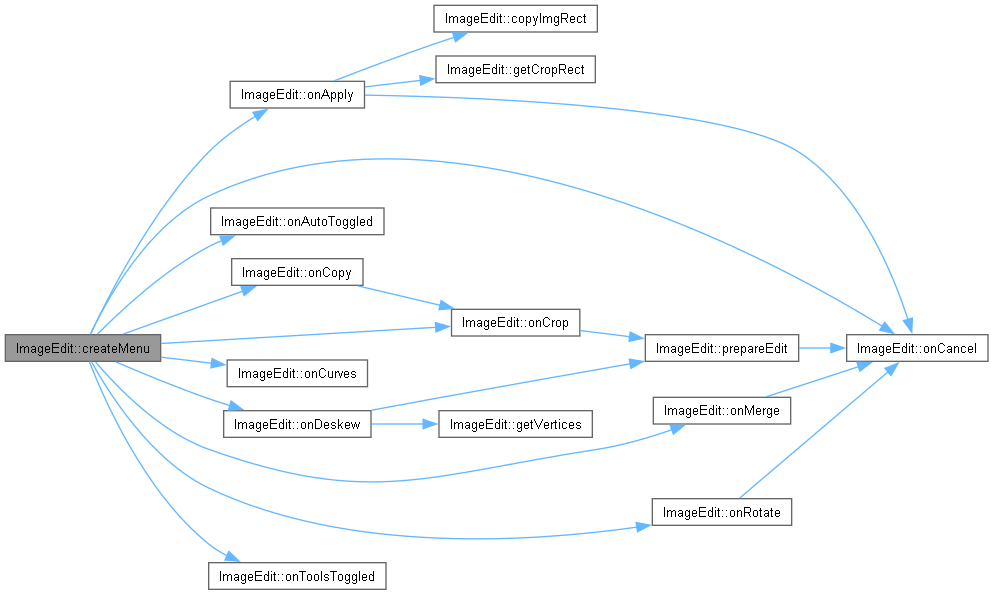 ImageEdit::copyImgRect
ImageEdit::getCropRect
ImageEdit::onApply
ImageEdit::onAutoToggled
ImageEdit::onCopy
ImageEdit::onCrop
ImageEdit::createMenu
ImageEdit::prepareEdit
ImageEdit::onCancel
ImageEdit::onCurves
ImageEdit::onMerge
ImageEdit::onDeskew
ImageEdit::getVertices
ImageEdit::onRotate
ImageEdit::onToolsToggled